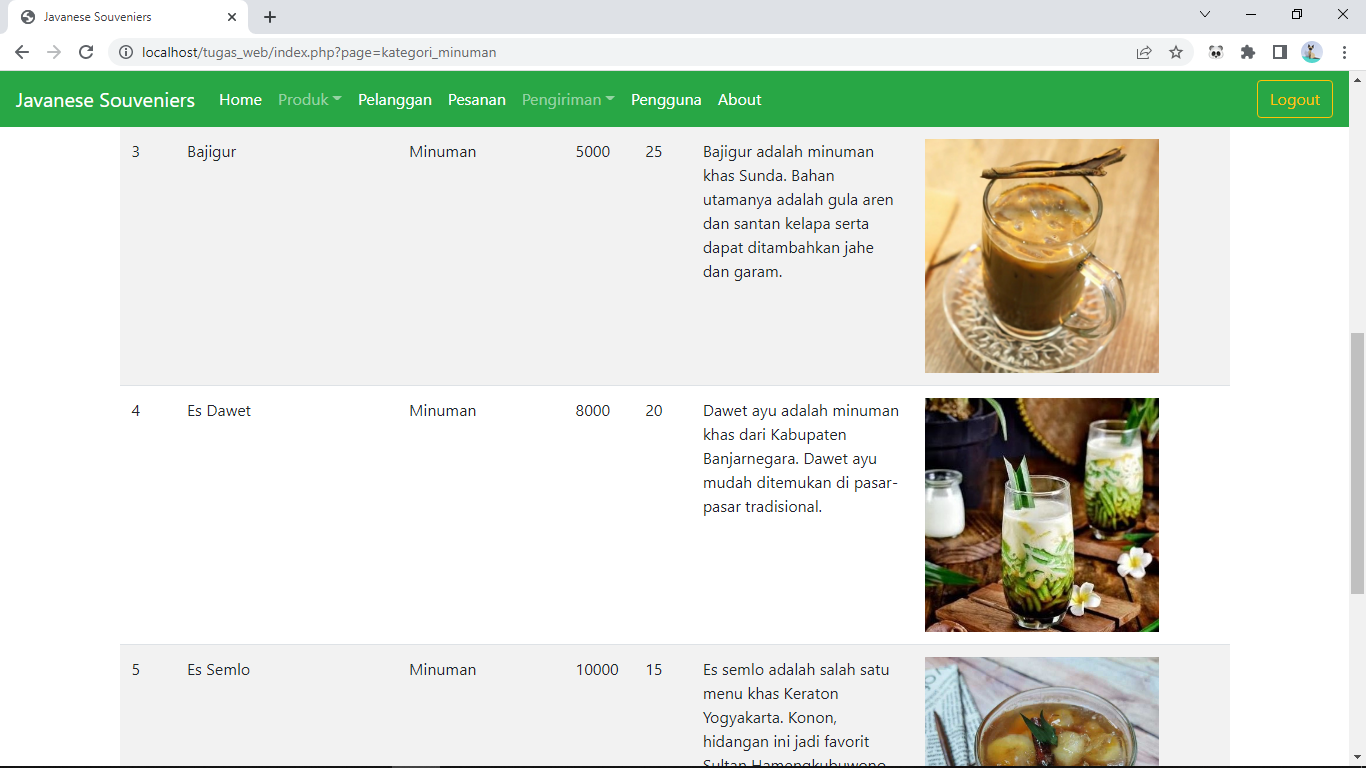 Javanese Souveniers
localhost/tugas_web/index.php?page=kategori_minuman
Javanese Souveniers Home Produk Pelanggan Pesanan Pengiriman Pengguna About Logout
3 Bajigur Minuman 5000 25 Bajigur adalah minuman
khas Sunda. Bahan
utamanya adalah gula aren
dan santan kelapa serta
dapat ditambahkan jahe
dan garam.
4 Es Dawet Minuman 8000 20 Dawet ayu adalah minuman
khas dari Kabupaten
Banjarnegara. Dawet ayu
mudah ditemukan di pasar-
pasar tradisional.
5 Es Semlo Minuman 10000 15 Es semlo adalah salah satu
menu khas Keraton
Yogyakarta. Konon,
hidangan ini jadi favorit
Sultan Hamengkubuwono